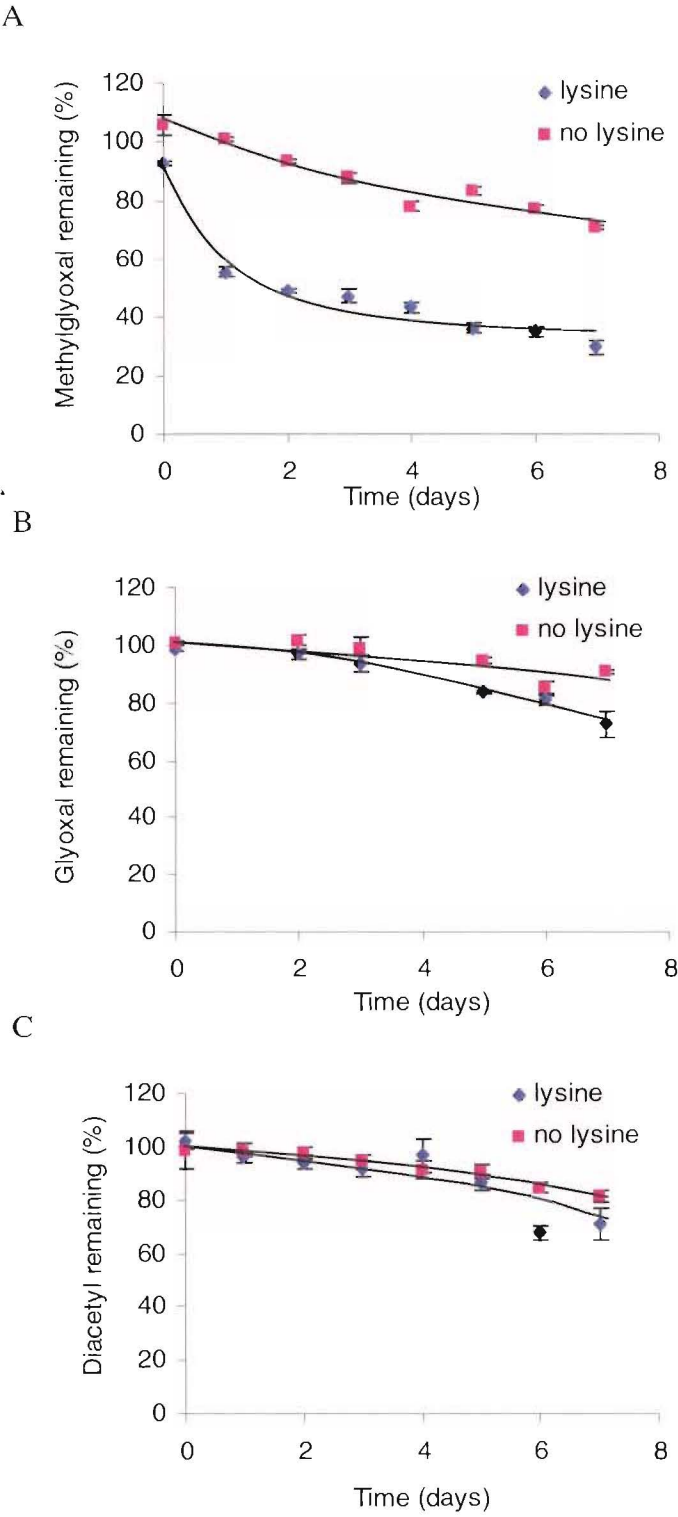 A
120
100
80
60
40
20
0
Methylglyoxal remaining (%)
lysine
no lysine
0 2 4 6 8
Time (days)
B
120
100
80
60
40
20
0
Glyoxal remaining (%)
lysine
no lysine
0 2 4 6 8
Time (days)
C
120
100
80
60
40
20
0
Diacetyl remaining (%)
lysine
no lysine
0 2 4 6 8
Time (days)